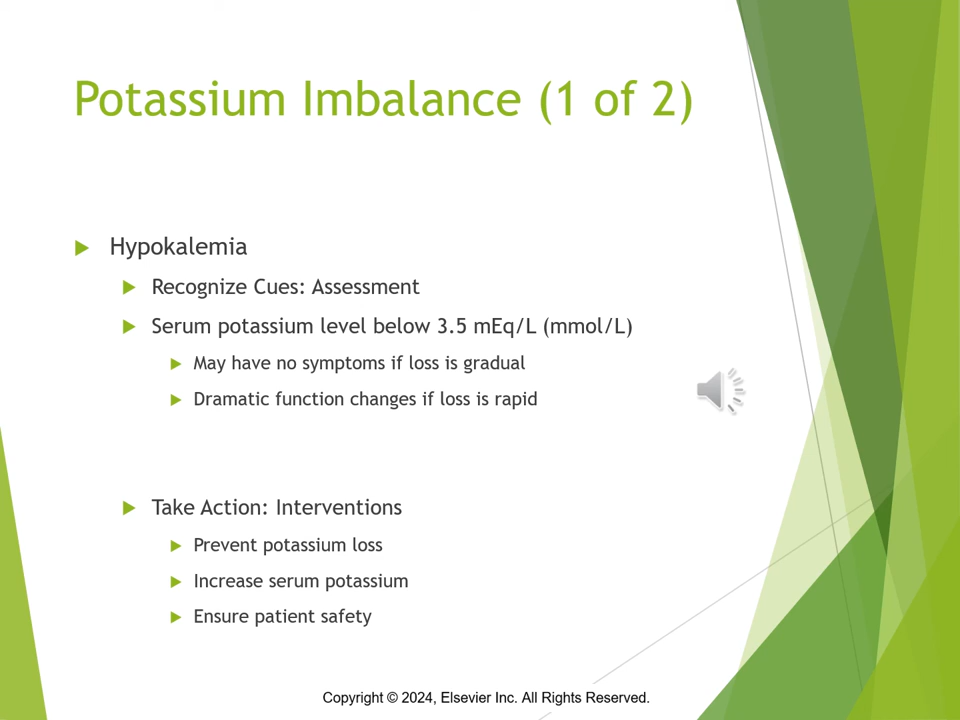 Potassium Imbalance (1 of 2)
Hypokalemia
Recognize Cues: Assessment
Serum potassium level below 3.5 mEq/L (mmol/L)
May have no symptoms if loss is gradual
Dramatic function changes if loss is rapid
Take Action: Interventions
Prevent potassium loss
Increase serum potassium
Ensure patient safety
Copyright © 2024, Elsevier Inc. All Rights Reserved.